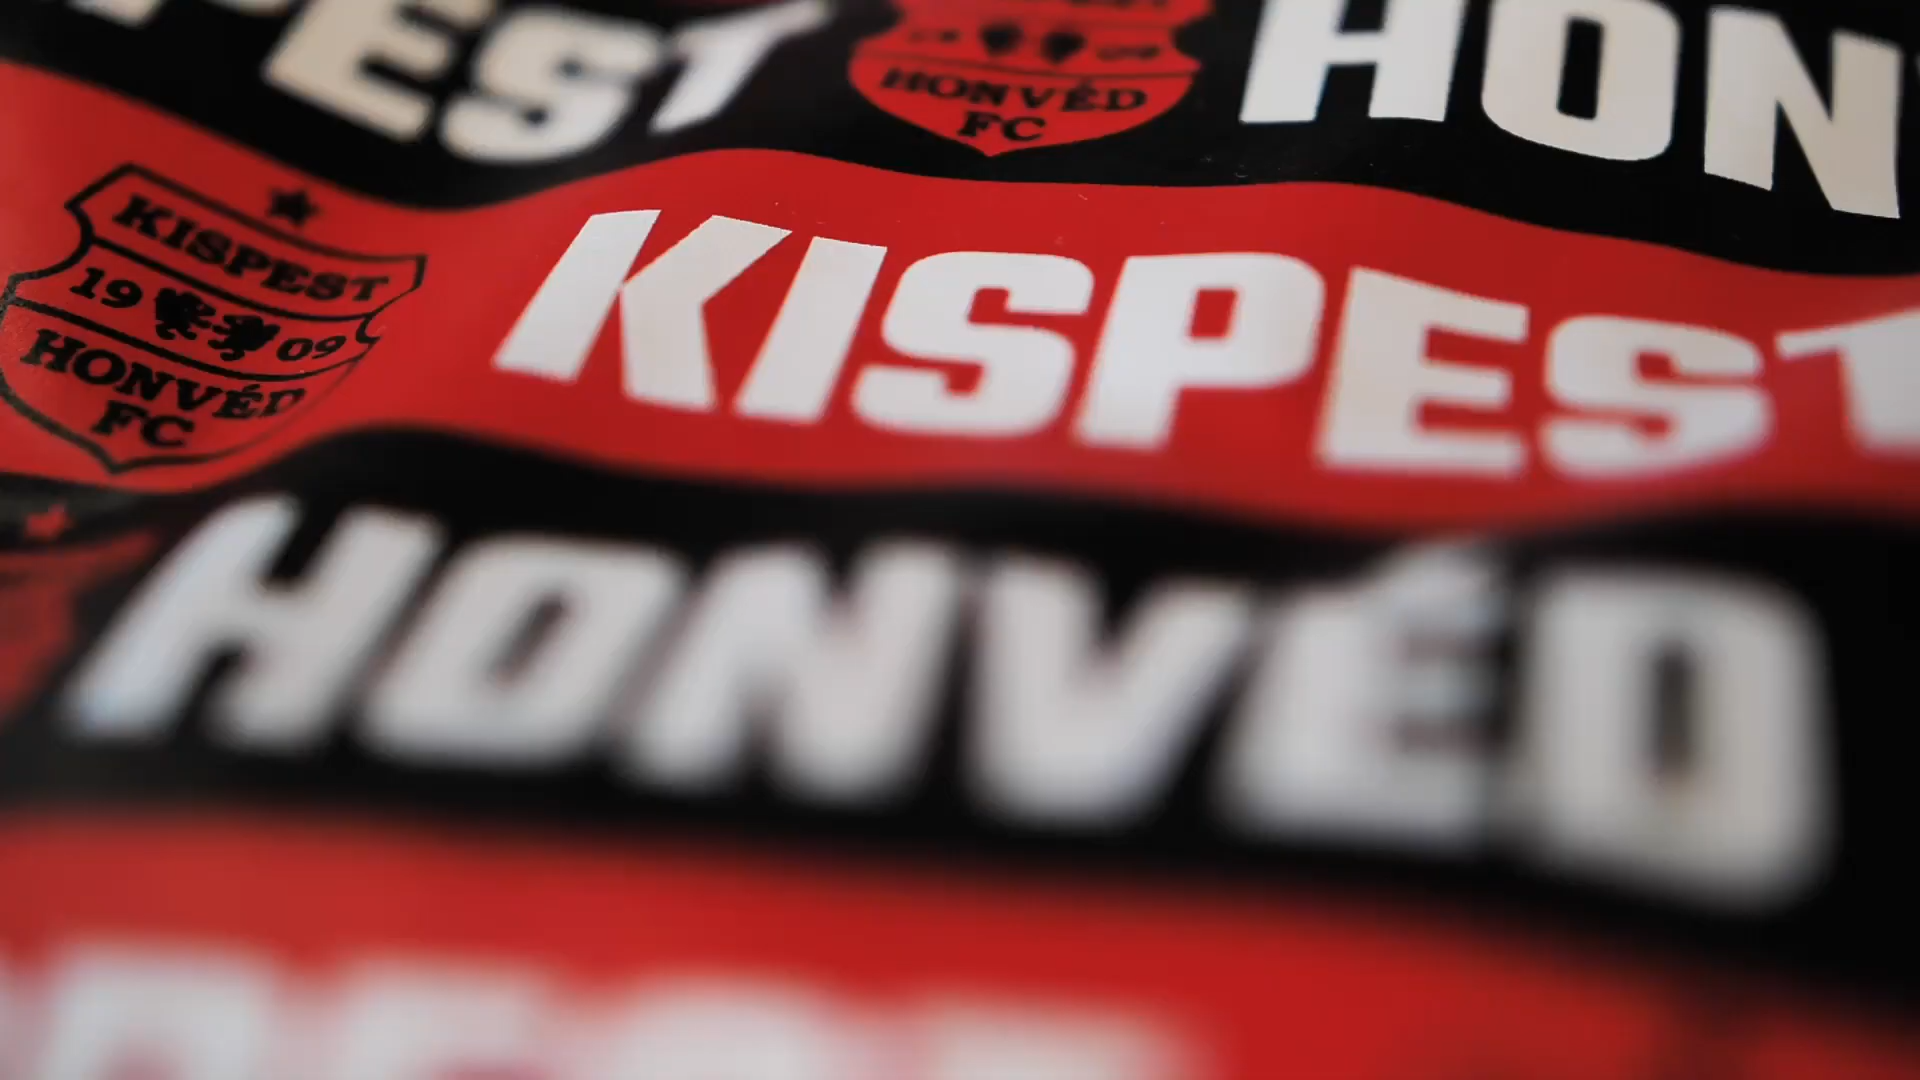 PEST
HONVÉD
FC
HON
KISPEST
19 09
HONVÉD
FC
KISPEST
HONVÉD